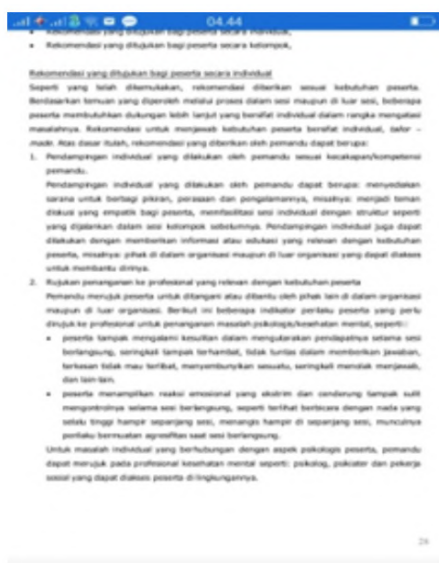 04.44
• Rekomendasi yang ditujukan bagi peserta secara individual,
• Rekomendasi yang ditujukan bagi peserta secara kelompok,
Rekomendasi yang ditujukan bagi peserta secara individual
Seperti yang telah dikemukakan, rekomendasi diberikan sesuai kebutuhan peserta.
Berdasarkan temuan yang diperoleh melalui proses dalam sesi maupun di luar sesi, beberapa
peserta membutuhkan dukungan lebih lanjut yang bersifat individual dalam rangka mengatasi
masalahnya. Rekomendasi untuk menjawab kebutuhan peserta bersifat individual, tailor –
made. Atas dasar itulah, rekomendasi yang diberikan oleh pemandu dapat berupa:
1. Pendampingan individual yang dilakukan oleh pemandu sesuai kecakapan/kompetensi
pemandu.
Pendampingan individual yang dilakukan oleh pemandu dapat berupa: menyediakan
sarana untuk berbagi pikiran, perasaan dan pengalamannya, misalnya: menjadi teman
diskusi yang empatik bagi peserta, memfasilitasi sesi individual dengan struktur seperti
yang dijalankan dalam sesi kelompok sebelumnya. Pendampingan individual juga dapat
dilakukan dengan memberikan informasi atau edukasi yang relevan dengan kebutuhan
peserta, misalnya: pihak di dalam organisasi maupun di luar organisasi yang dapat diakses
untuk membantu dirinya.
2. Rujukan penanganan ke profesional yang relevan dengan kebutuhan peserta
Pemandu merujuk peserta untuk ditangani atau dibantu oleh pihak lain di dalam organisasi
maupun di luar organisasi. Berikut ini beberapa indikator perilaku peserta yang perlu
dirujuk ke profesional untuk penanganan masalah psikologis/kesehatan mental, seperti:
• peserta tampak mengalami kesulitan dalam mengutarakan pendapatnya selama sesi
berlangsung, seringkali tampak terhambat, tidak tuntas dalam memberikan jawaban,
terkesan tidak mau terlibat, menyembunyikan sesuatu, seringkali menolak menjawab,
dan lain-lain.
• peserta menampilkan reaksi emosional yang ekstrim dan cenderung tampak sulit
mengontrolnya selama sesi berlangsung, seperti terlihat berbicara dengan nada yang
selalu tinggi hampir sepanjang sesi, menangis hampir di sepanjang sesi, munculnya
perilaku bermuatan agresifitas saat sesi berlangsung.
Untuk masalah individual yang berhubungan dengan aspek psikologis peserta, pemandu
dapat merujuk pada profesional kesehatan mental seperti: psikolog, psikiater dan pekerja
sosial yang dapat diakses peserta di lingkungannya.
26